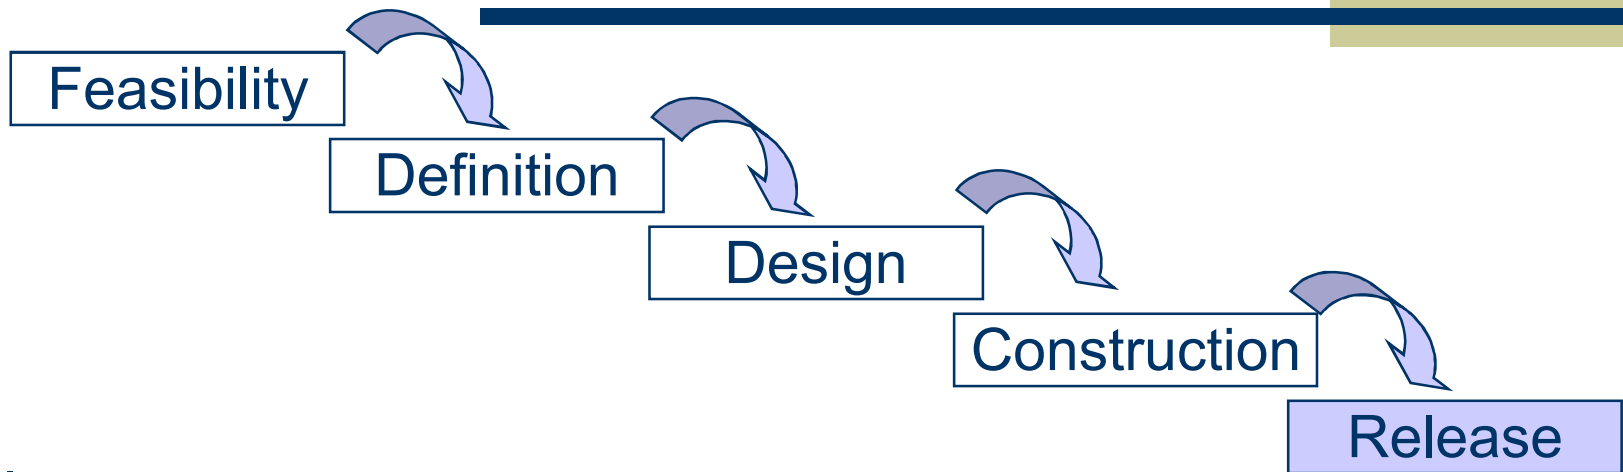 Feasibility
Definition
Design
Construction
Release